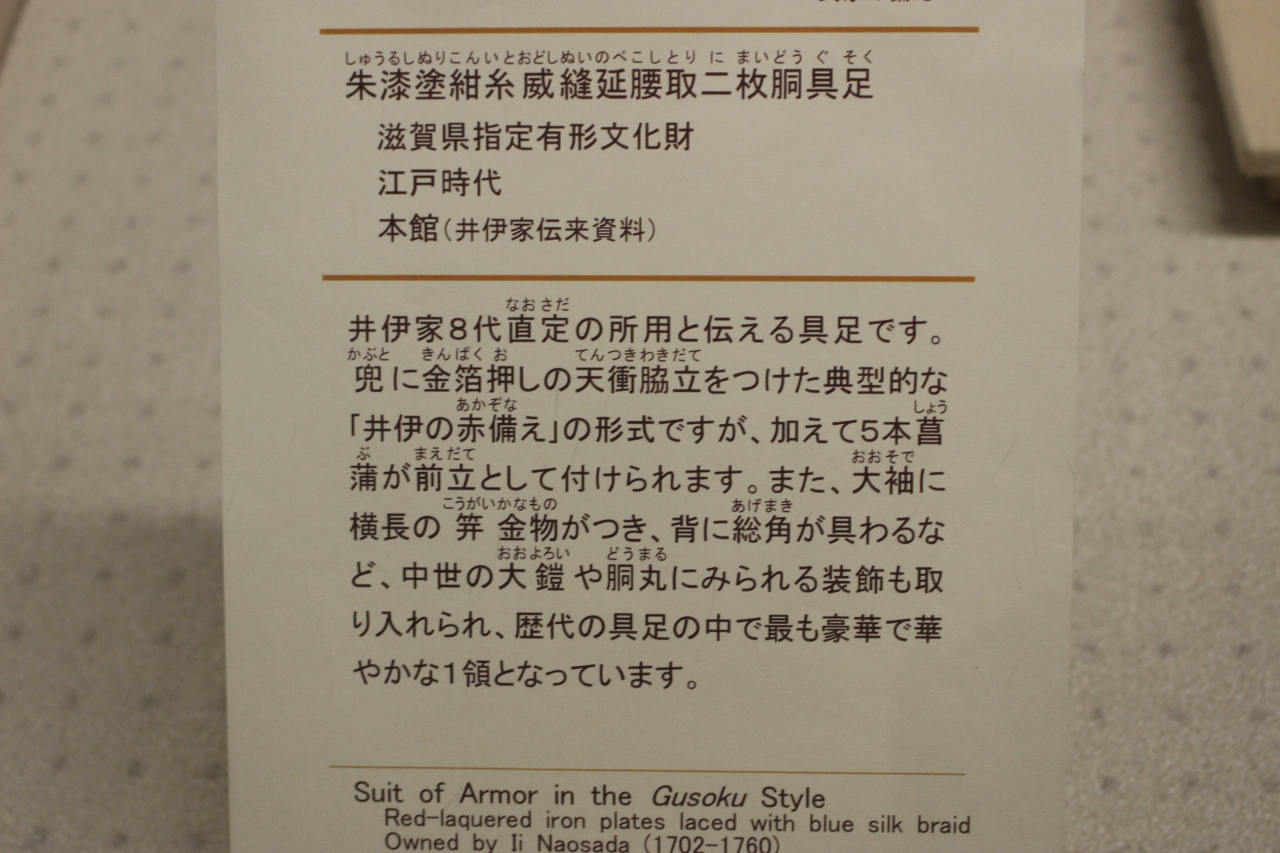 しゅうるしぬりこんいとおどしぬいのべこしとり に まいどう ぐ そく
朱漆塗紺糸威縫延腰取二枚胴具足
滋賀県指定有形文化財
江戸時代
本館（井伊家伝来資料）
なお さだ
井伊家８代直定の所用と伝える具足です。
かぶと きんぱく お てんつきわきだて
兜に金箔押しの天衝脇立をつけた典型的な
あかぞな しょう
「井伊の赤備え」の形式ですが、加えて５本菖
ぶ まえだて おおそで
蒲が前立として付けられます。また、大袖に
こうがいかなもの あげまき
横長の笄金物がつき、背に総角が具わるな
おおよろい どうまる
ど、中世の大鎧や胴丸にみられる装飾も取
り入れられ、歴代の具足の中で最も豪華で華
やかな１領となっています。
Suit of Armor in the Gusoku Style
Red-laquered iron plates laced with blue silk braid
Owned by Ii Naosada (1702-1760)